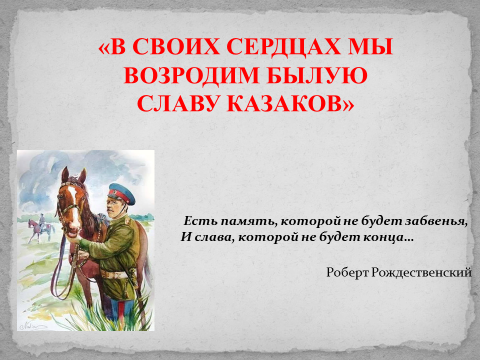 «В СВОИХ СЕРДЦАХ МЫ
ВОЗРОДИМ БЫЛУЮ
СЛАВУ КАЗАКОВ»
Есть память, которой не будет забвенья,
И слава, которой не будет конца...
Роберт Рождественский